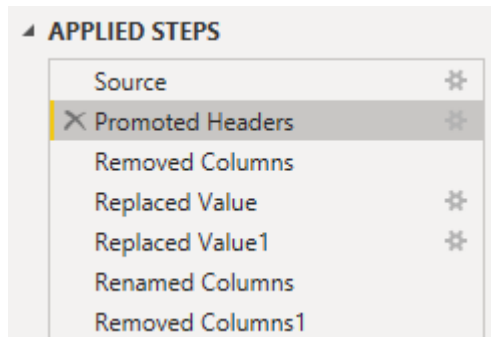 APPLIED STEPS
Source
Promoted Headers
Removed Columns
Replaced Value
Replaced Value1
Renamed Columns
Removed Columns1